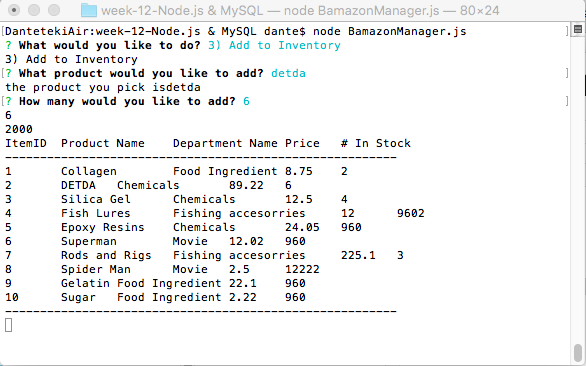 week-12-Node.js & MySQL — node BamazonManager.js — 80×24
[DantetekiAir:week-12-Node.js & MySQL dante$ node BamazonManager.js ]
? What would you like to do? 3) Add to Inventory
3) Add to Inventory
[? What product would you like to add? detda ]
the product you pick isdetda
[? How many would you like to add? 6 ]
6
2000
ItemID Product Name Department Name Price # In Stock
--------------------------------------------------------
1 Collagen Food Ingredient 8.75 2
2 DETDA Chemicals 89.22 6
3 Silica Gel Chemicals 12.5 4
4 Fish Lures Fishing accesorries 12 9602
5 Epoxy Resins Chemicals 24.05 960
6 Superman Movie 12.02 960
7 Rods and Rigs Fishing accesorries 225.1 3
8 Spider Man Movie 2.5 12222
9 Gelatin Food Ingredient 22.1 960
10 Sugar Food Ingredient 2.22 960
--------------------------------------------------------